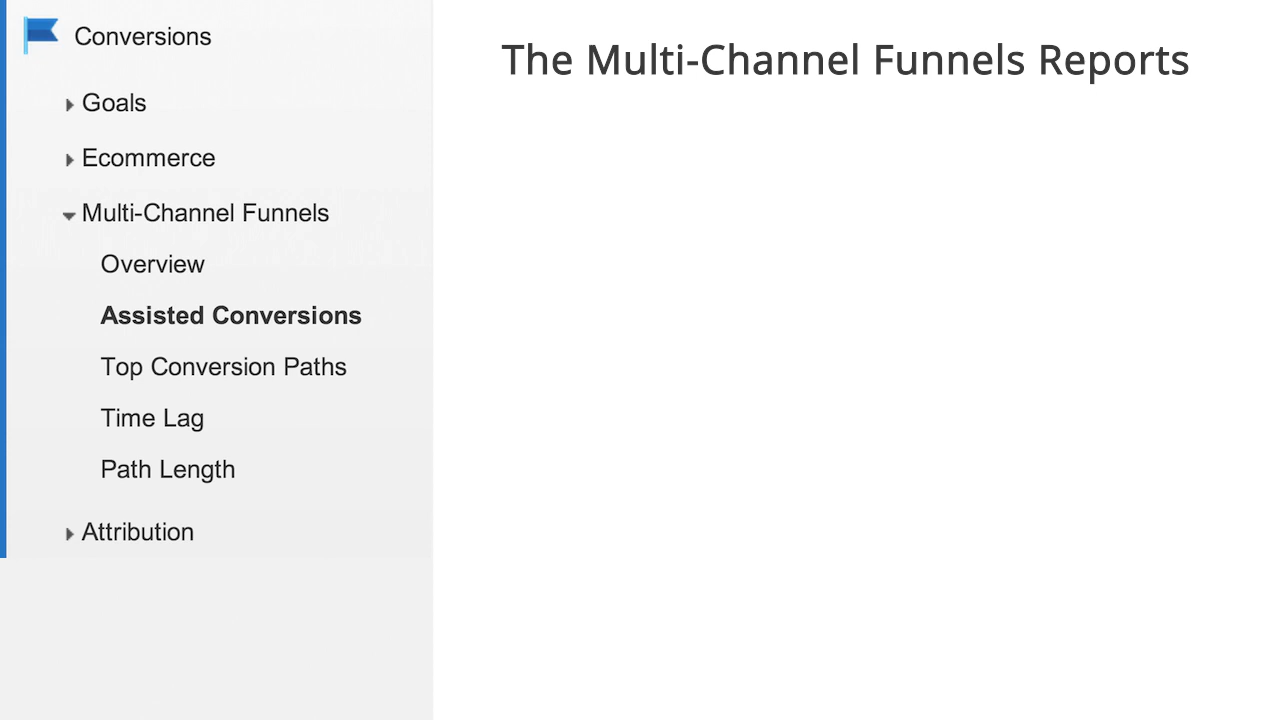 Conversions
Goals
Ecommerce
Multi-Channel Funnels
Overview
Assisted Conversions
Top Conversion Paths
Time Lag
Path Length
Attribution
The Multi-Channel Funnels Reports